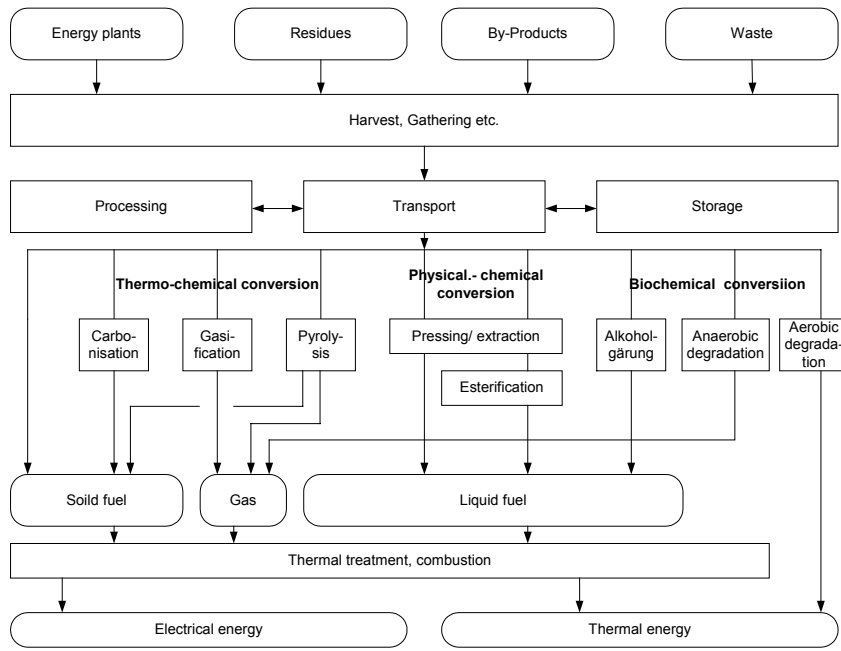 Energy plants
Residues
By-Products
Waste
Harvest, Gathering etc.
Processing
Transport
Storage
Thermo-chemical conversion
Physical.- chemical
conversion
Biochemical conversiion
Carbo-
nisation
Gasi-
fication
Pyroly-
sis
Pressing/ extraction
Alkohol-
gärung
Anaerobic
degradation
Aerobic
degrada-
tion
Esterification
Soild fuel
Gas
Liquid fuel
Thermal treatment, combustion
Electrical energy
Thermal energy